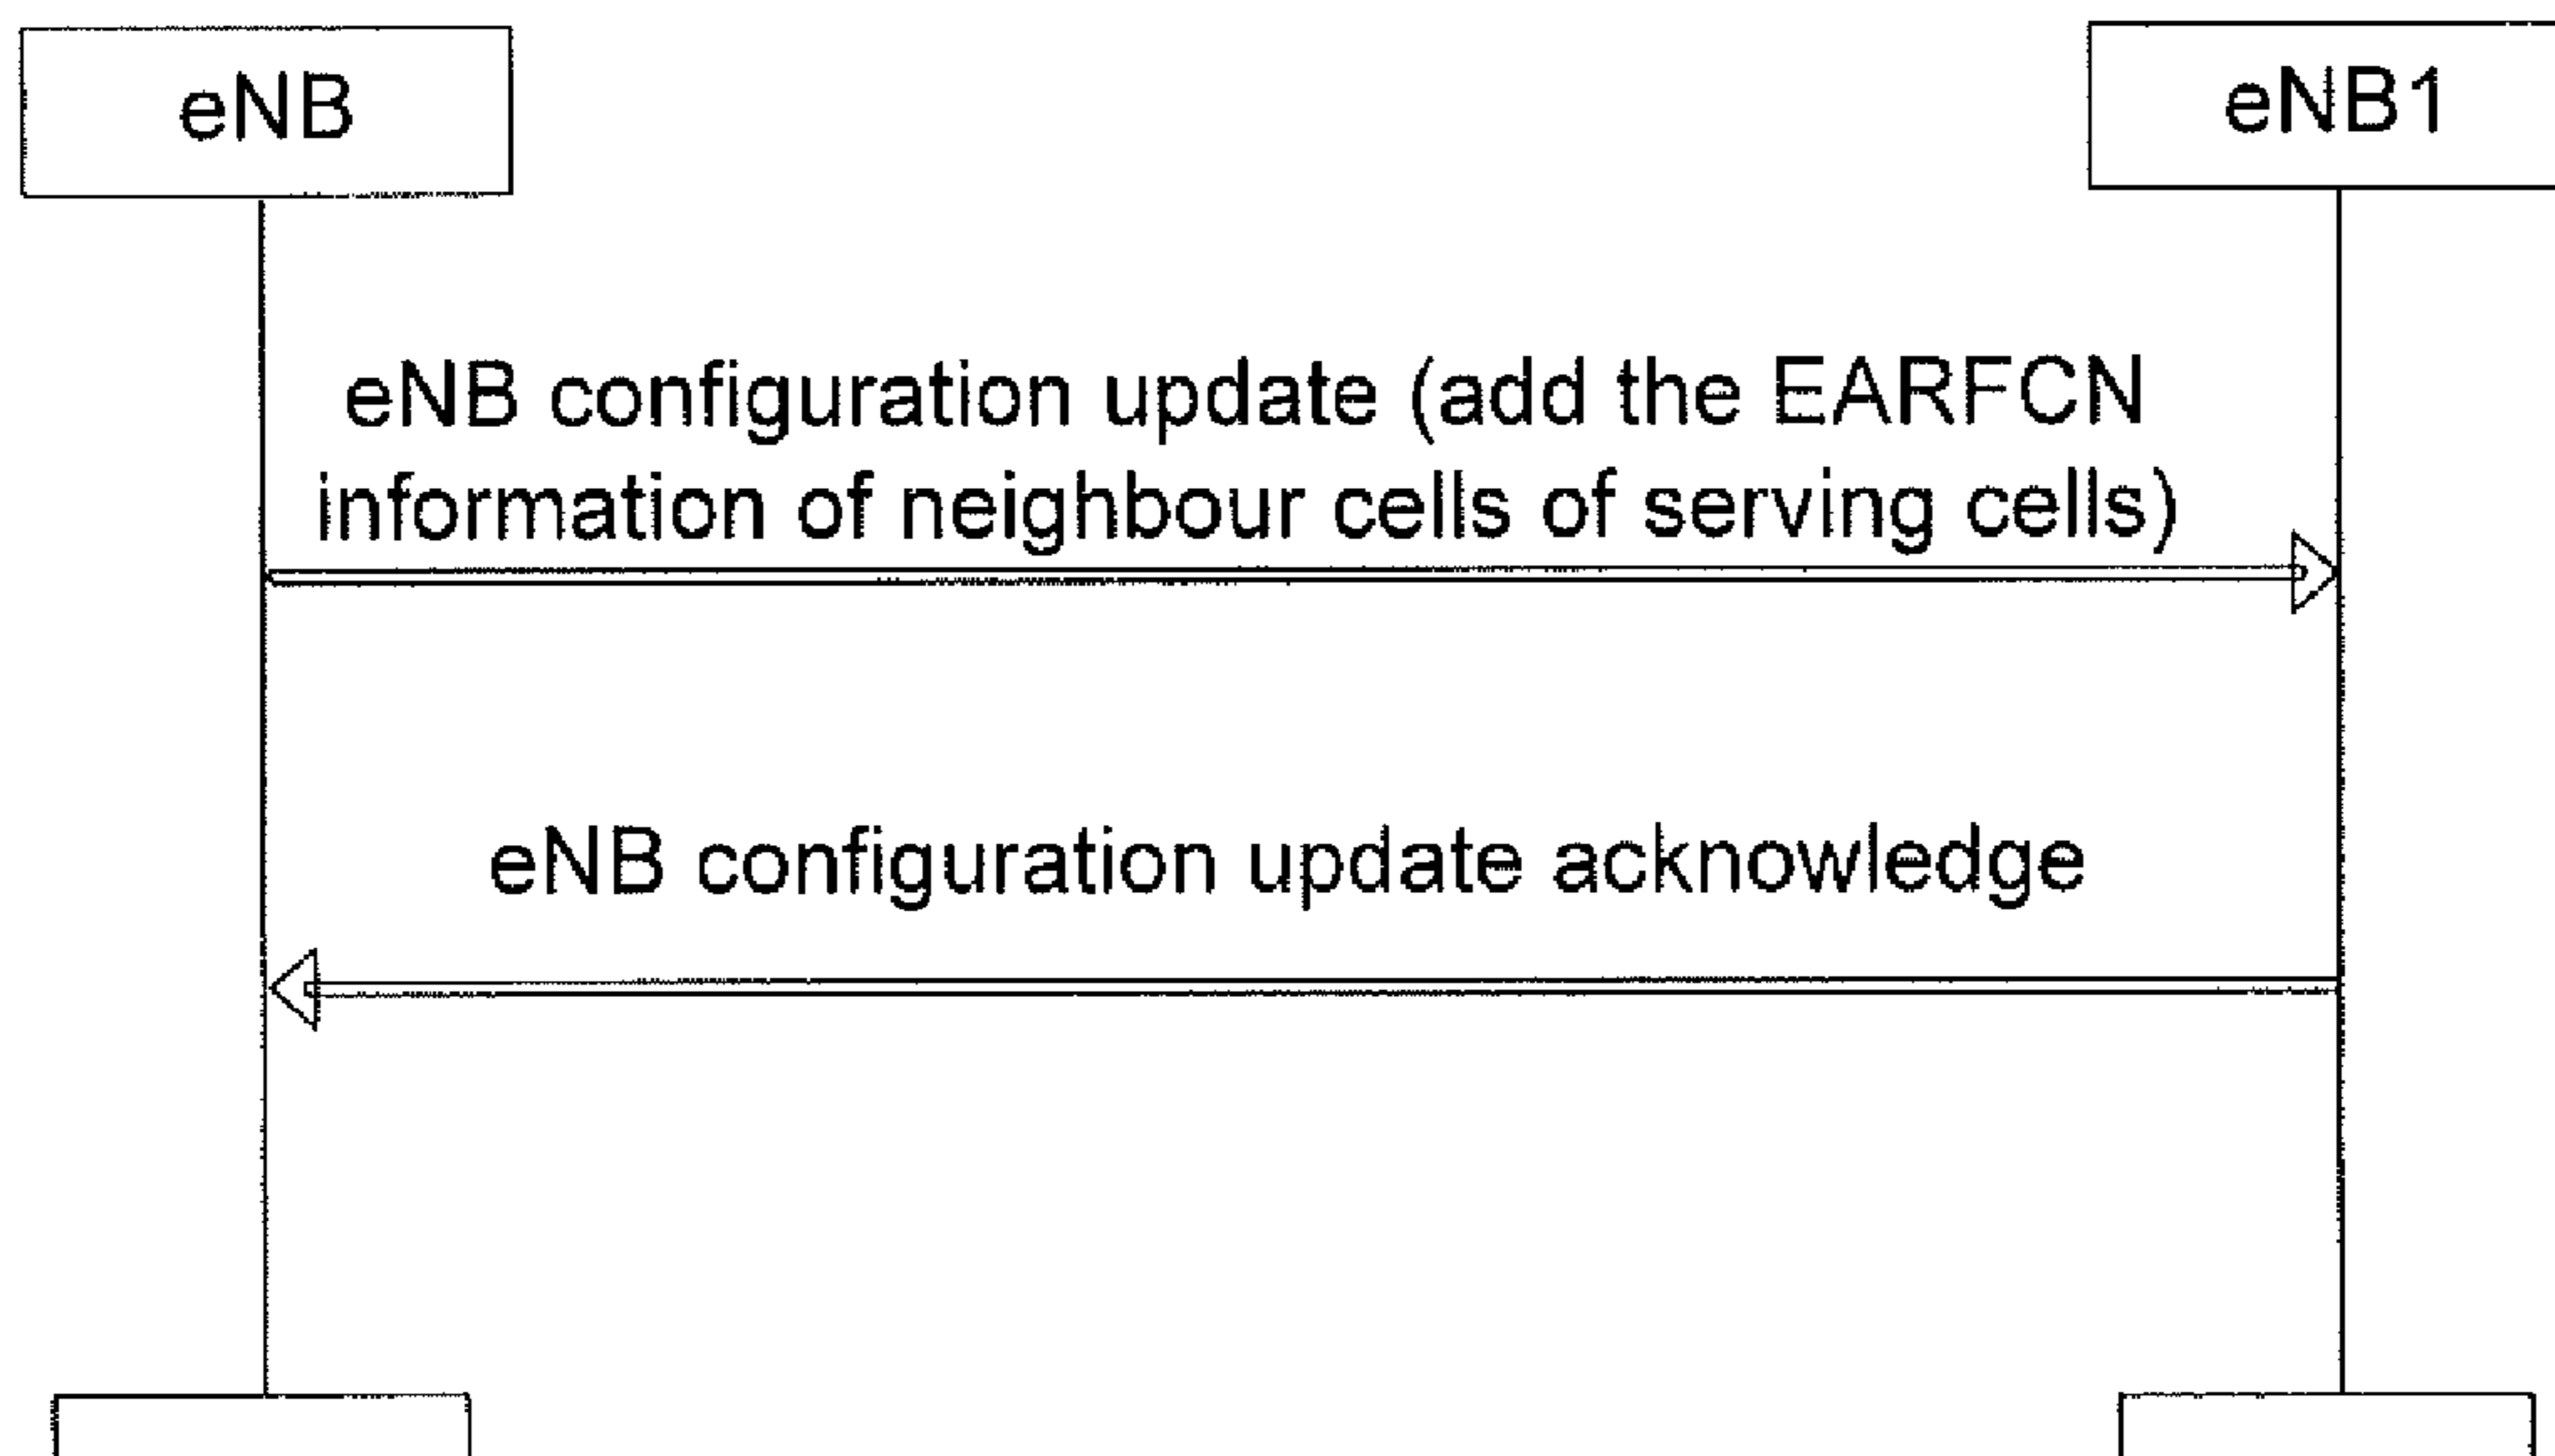 eNB
eNB1
eNB configuration update (add the EARFCN
information of neighbour cells of serving cells)
eNB configuration update acknowledge